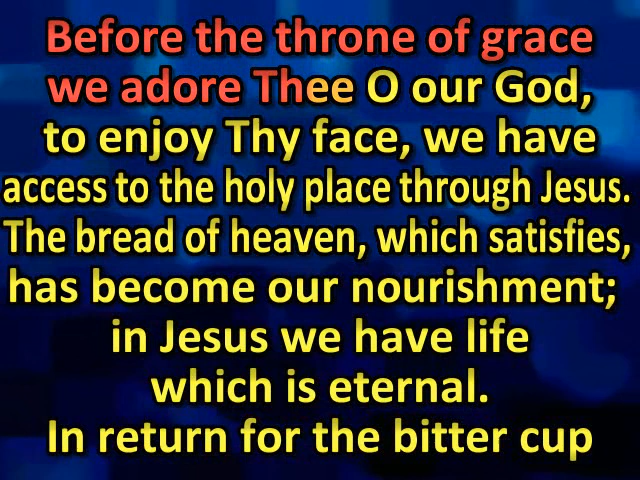 Before the throne of grace
we adore Thee O our God,
to enjoy Thy face, we have
access to the holy place through Jesus.
The bread of heaven, which satisfies,
has become our nourishment;
in Jesus we have life
which is eternal.
In return for the bitter cup